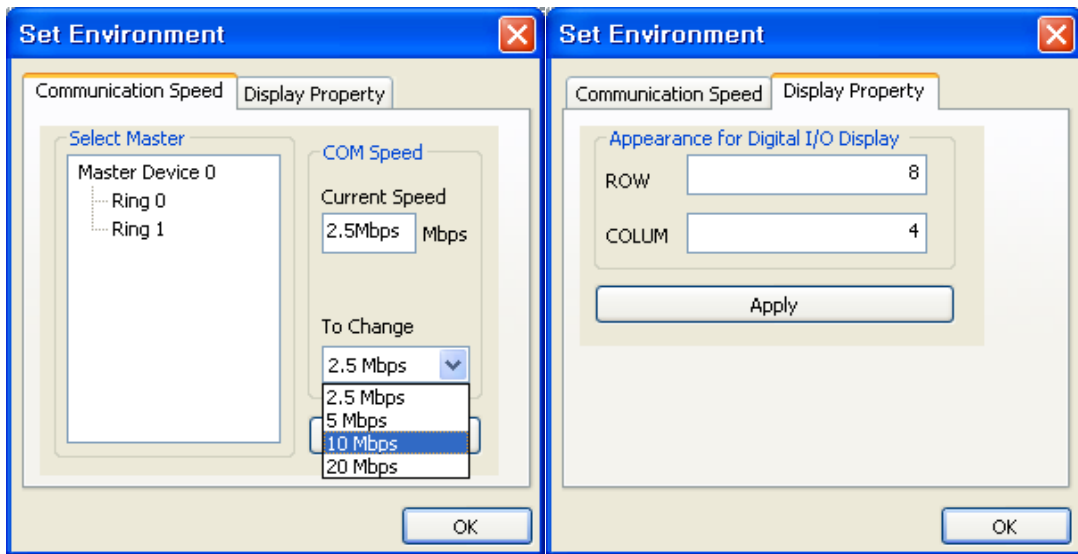 Set Environment
Communication Speed
Display Property
Select Master
Master Device 0
Ring 0
Ring 1
COM Speed
Current Speed
2.5Mbps Mbps
To Change
2.5 Mbps
2.5 Mbps
5 Mbps
10 Mbps
20 Mbps
OK
Set Environment
Communication Speed
Display Property
Appearance for Digital I/O Display
ROW 8
COLUM 4
Apply
OK